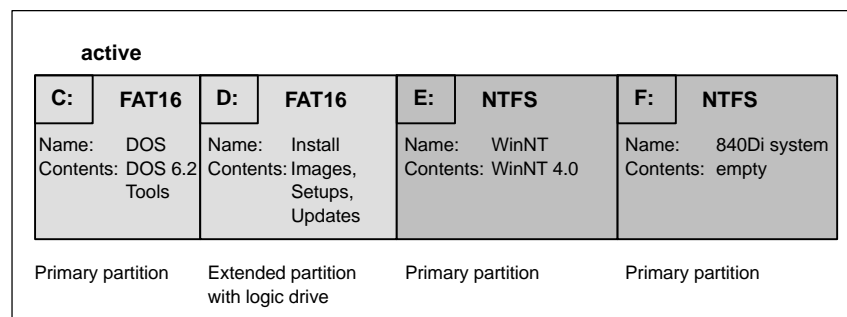 active
C: FAT16 D: FAT16 E: NTFS F: NTFS
Name: DOS Name: Install Name: WinNT Name: 840Di system
Contents: DOS 6.2 Contents: Images, Contents: WinNT 4.0 Contents: empty
Tools Setups,
Updates
Primary partition Extended partition Primary partition Primary partition
with logic drive